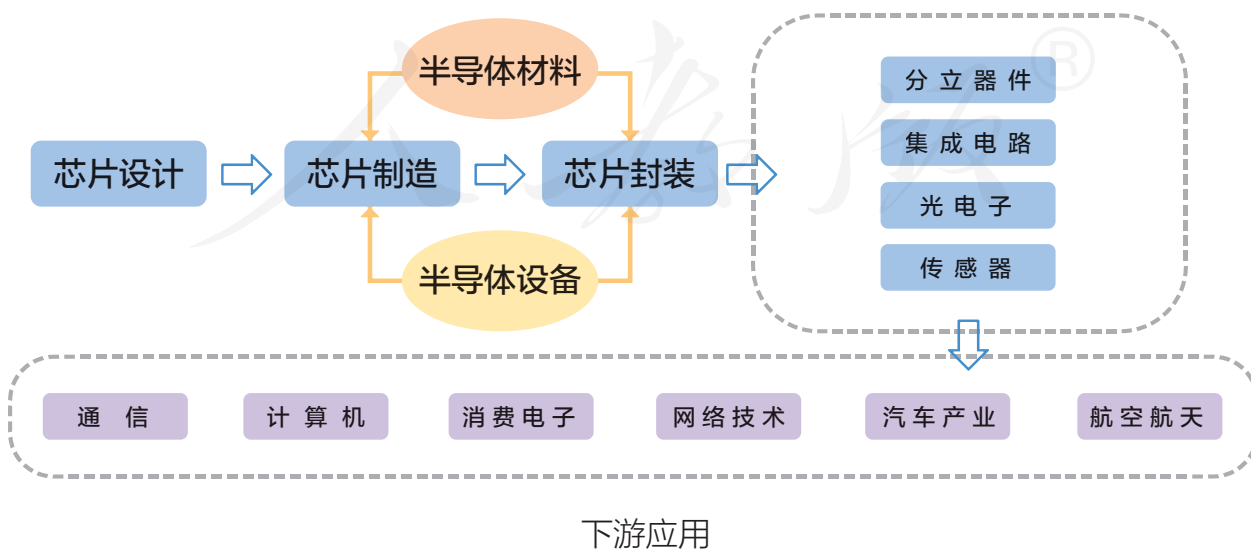 半导体材料
芯片设计
芯片制造
芯片封装
半导体设备
分立器件
集成电路
光电子
传感器
通信
计算机
消费电子
网络技术
汽车产业
航空航天
下游应用
人教版®